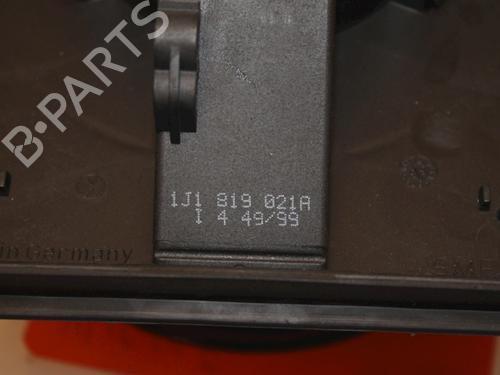 B-PARTS
1J1 819 021A
I 4 49/99
in Germany